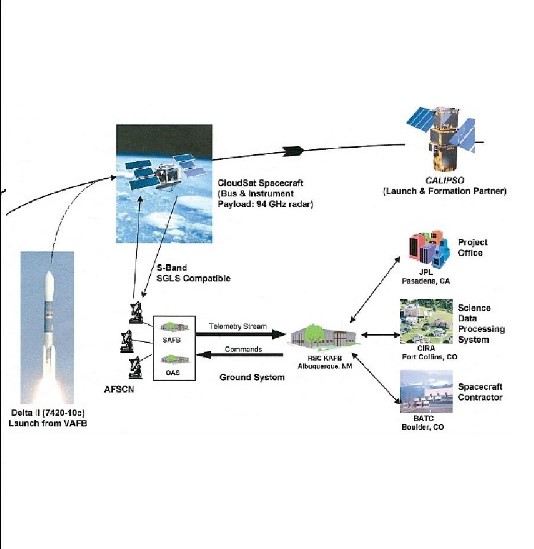 CALIPSO
(Launch & Formation Partner)
CloudSat Spacecraft
(Bus & Instrument
Payload: 94 GHz radar)
S-Band
SGLS Compatible
Project
Office
JPL
Pasadena, CA
Science
Data
Processing
System
CIRA
Fort Collins, CO
Telemetry Stream
SAFB
Commands
OAS
RSC KAFB
Albuquerque, NM
Ground System
AFSCN
Spacecraft
Contractor
BATC
Boulder, CO
Delta II (7420-10c)
Launch from VAFB